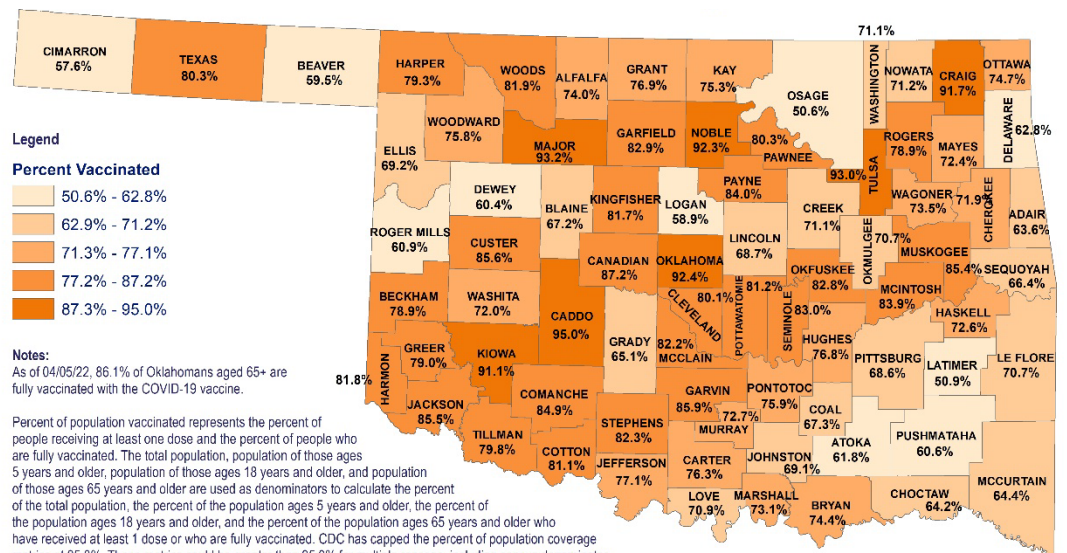 71.1%
CIMARRON
57.6%
TEXAS
80.3%
BEAVER
59.5%
HARPER
79.3%
WOODS
81.9%
ALFALFA
74.0%
GRANT
76.9%
KAY
75.3%
OSAGE
50.6%
WASHINGTON
NOWATA
71.2%
CRAIG
91.7%
OTTAWA
74.7%
DELAWARE
62.8%
WOODWARD
75.8%
ELLIS
69.2%
MAJOR
93.2%
GARFIELD
82.9%
NOBLE
92.3%
80.3%
PAWNEE
ROGERS
78.9%
MAYES
72.4%
93.0%
TULSA
DEWEY
60.4%
BLAINE
67.2%
KINGFISHER
81.7%
LOGAN
58.9%
PAYNE
84.0%
CREEK
71.1%
WAGONER
73.5%
71.9%
CHEROKEE
ADAIR
63.6%
ROGER MILLS
60.9%
CUSTER
85.6%
CANADIAN
87.2%
OKLAHOMA
92.4%
LINCOLN
68.7%
OKMULGEE
70.7%
MUSKOGEE
85.4%
SEQUOYAH
66.4%
OKFUSKEE
82.8%
MCINTOSH
83.9%
BECKHAM
78.9%
WASHITA
72.0%
CADDO
95.0%
CLEVELAND
80.1%
POTTAWATOMIE
81.2%
SEMINOLE
83.0%
HASKELL
72.6%
HUGHES
76.8%
PITTSBURG
68.6%
LATIMER
50.9%
LE FLORE
70.7%
GREER
79.0%
KIOWA
91.1%
GRADY
65.1%
82.2%
MCCLAIN
81.8%
HARMON
JACKSON
85.5%
COMANCHE
84.9%
GARVIN
85.9%
PONTOTOC
75.9%
COAL
67.3%
72.7%
MURRAY
STEPHENS
82.3%
TILLMAN
79.8%
COTTON
81.1%
JEFFERSON
77.1%
CARTER
76.3%
JOHNSTON
69.1%
ATOKA
61.8%
PUSHMATAHA
60.6%
LOVE
70.9%
MARSHALL
73.1%
BRYAN
74.4%
CHOCTAW
64.2%
MCCURTAIN
64.4%
Legend
Percent Vaccinated
50.6% - 62.8%
62.9% - 71.2%
71.3% - 77.1%
77.2% - 87.2%
87.3% - 95.0%
Notes:
As of 04/05/22, 86.1% of Oklahomans aged 65+ are
fully vaccinated with the COVID-19 vaccine.
Percent of population vaccinated represents the percent of
people receiving at least one dose and the percent of people who
are fully vaccinated. The total population, population of those ages
5 years and older, population of those ages 18 years and older, and population
of those ages 65 years and older are used as denominators to calculate the percent
of the total population, the percent of the population ages 5 years and older, the percent of
the population ages 18 years and older, and the percent of the population ages 65 years and older who
have received at least 1 dose or who are fully vaccinated. CDC has capped the percent of population coverage